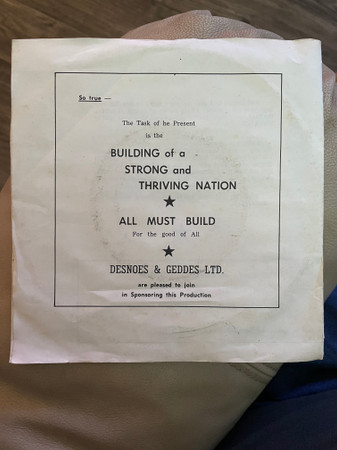 So true —
The Task of he Present
is the
BUILDING of a
STRONG and
THRIVING NATION
★
ALL MUST BUILD
For the good of All
★
DESNOES & GEDDES LTD.
are pleased to join
in Sponsoring this Production